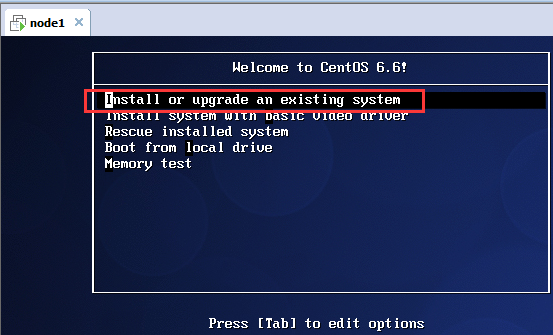 node1
Welcome to CentOS 6.6!
Install or upgrade an existing system
Install system with basic video driver
Rescue installed system
Boot from local drive
Memory test
Press [Tab] to edit options